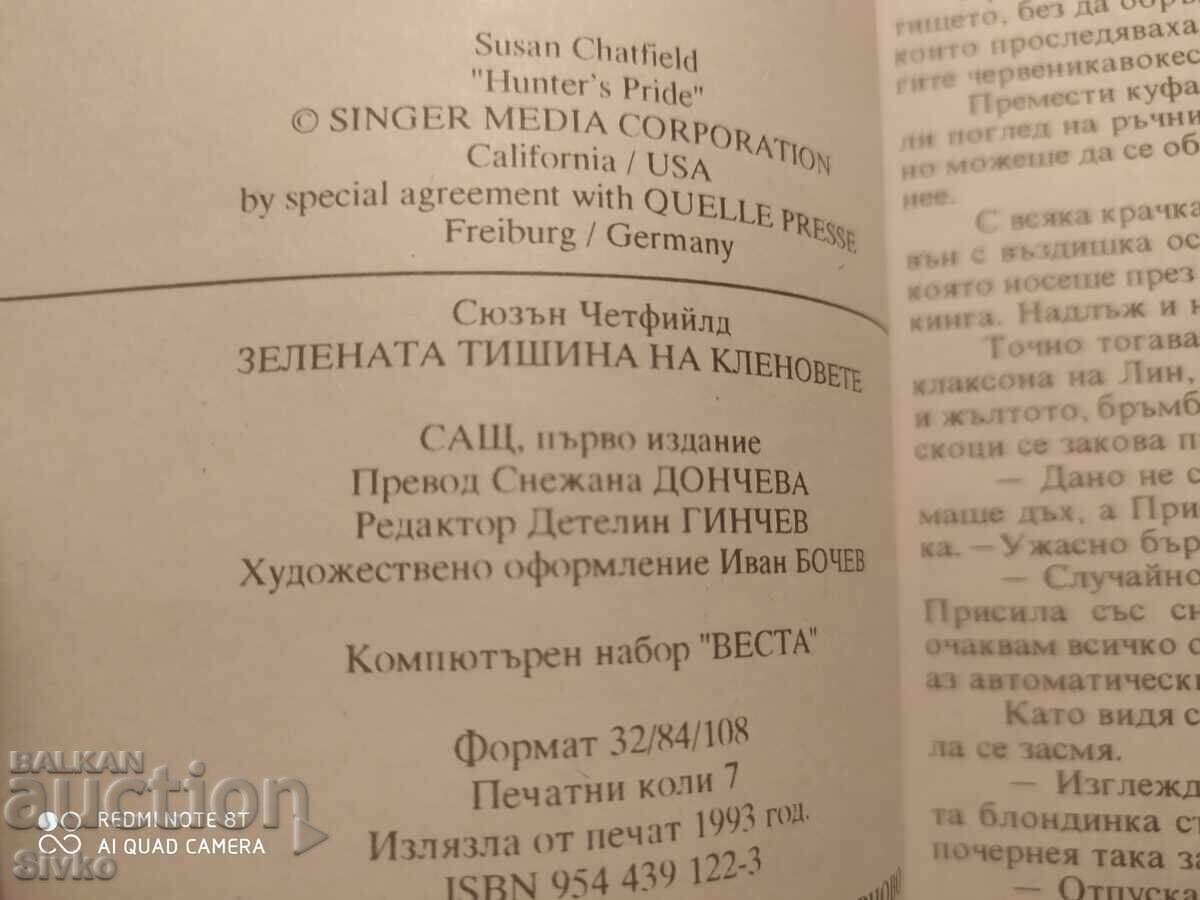 Susan Chatfield
"Hunter's Pride"
© SINGER MEDIA CORPORATION
California / USA
by special agreement with QUELLE PRESSE
Freiburg / Germany
Сюзън Четфийлд
ЗЕЛЕНАТА ТИШИНА НА КЛЕНОВЕТЕ
САЩ, първо издание
Превод Снежана ДОНЧЕВА
Редактор Детелин ГИНЧЕВ
Художествено оформление Иван БОЧЕВ
Компютърен набор "ВЕСТА"
Формат 32/84/108
Печатни коли 7
Излязла от печат 1993 год.
ISBN 954 439 122-3
тището, без да
които проследяваха
гите червеникавокес
Премести куфа
ли поглед на ръчни
но можеше да се об
нее.
С всяка крачка
вън с въздишка ос
която носеше през
кинга. Надлъж и н
Точно тогава
клаксона на Лин,
и жълтото, бръмб
скоци се закова п
— Дано не с
маше дъх, а При
ка. — Ужасно бър
— Случайно
Присила със сн
очаквам всичко
аз автоматическ
Като видя с
ла се засмя.
— Изглежд
та блондинка ст
почернея така за
— Отпуска
BALKAN
auction
REDMI NOTE 8T
AI QUAD CAMERA
Sivko